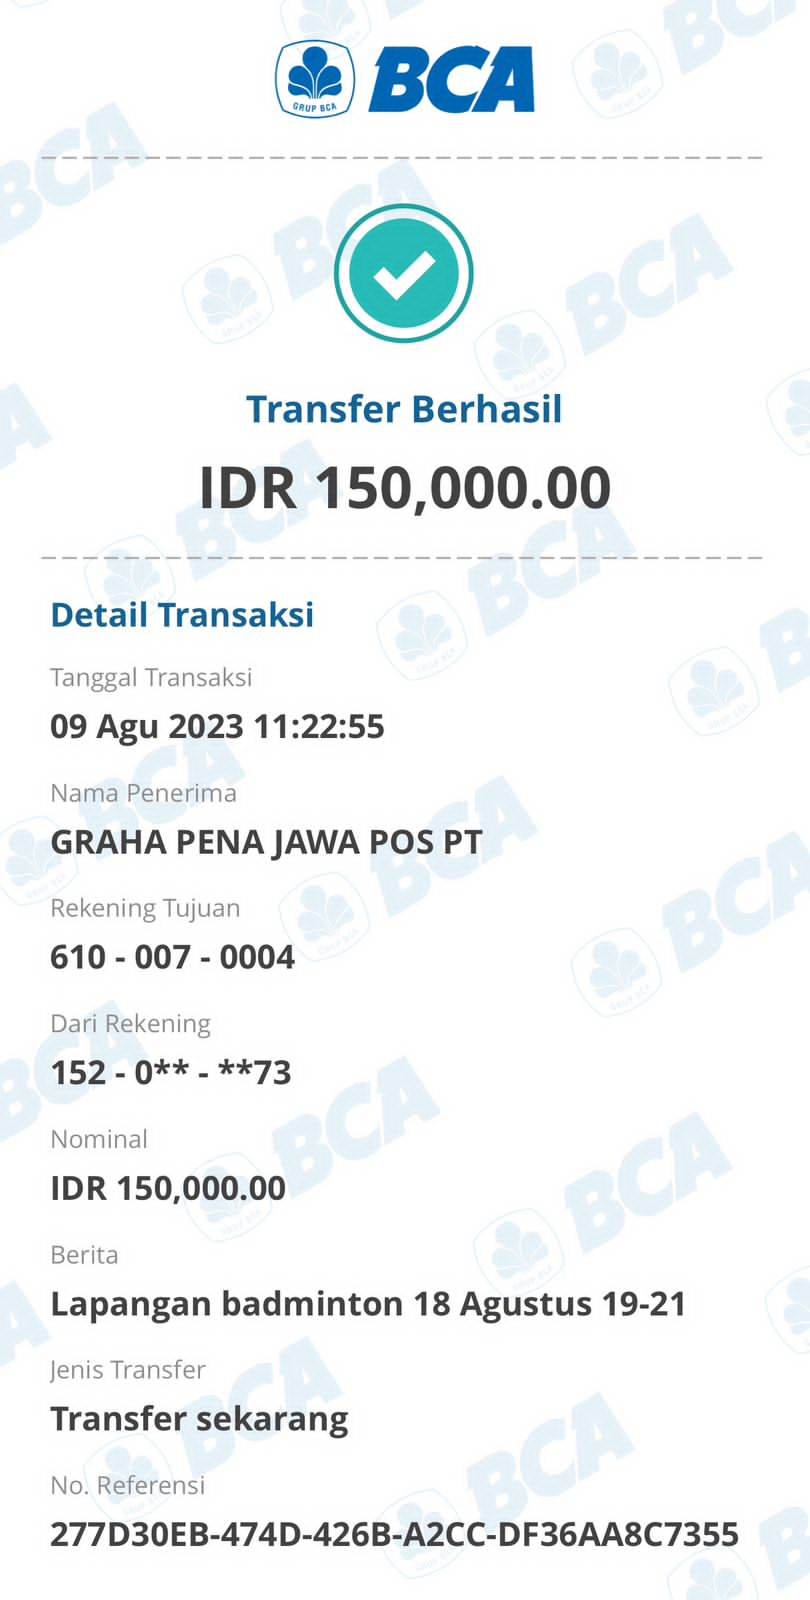 GRUP BCA
BCA
Transfer Berhasil
IDR 150,000.00
Detail Transaksi
Tanggal Transaksi
09 Agu 2023 11:22:55
Nama Penerima
GRAHA PENA JAWA POS PT
Rekening Tujuan
610 - 007 - 0004
Dari Rekening
152 - 0** - **73
Nominal
IDR 150,000.00
Berita
Lapangan badminton 18 Agustus 19-21
Jenis Transfer
Transfer sekarang
No. Referensi
277D30EB-474D-426B-A2CC-DF36AA8C7355